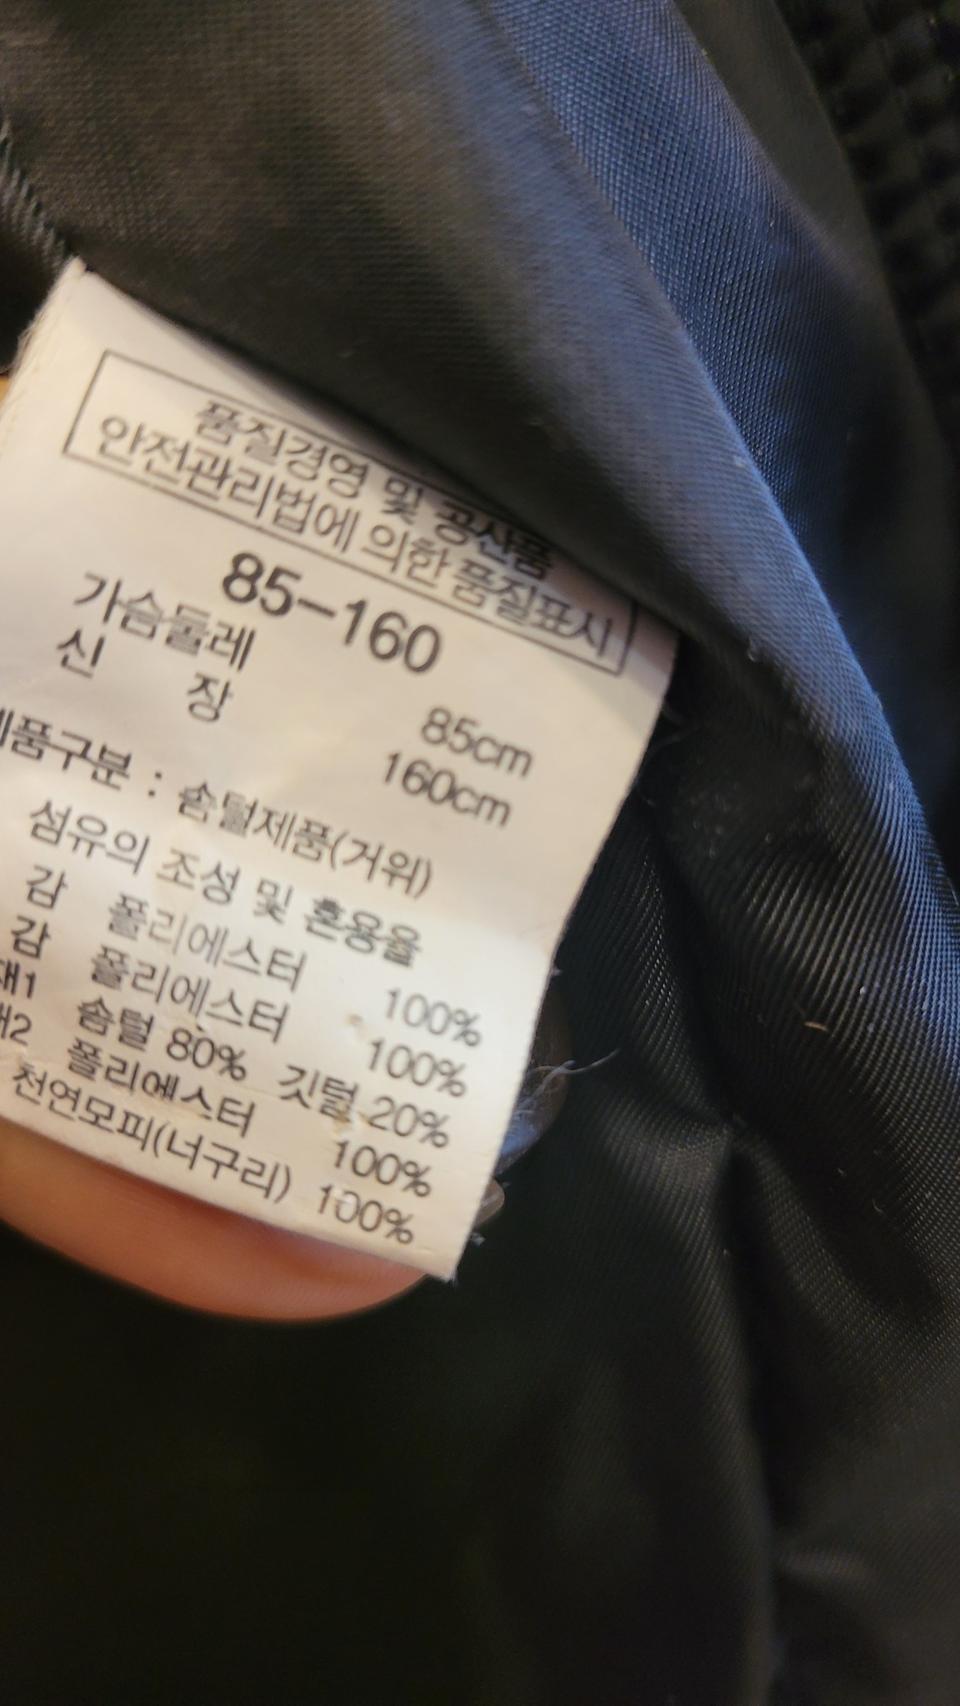 품질경영 및 공산품
안전관리법에 의한 품질표시
85-160
가슴둘레 85cm
신 장 160cm
제품구분 : 솜털제품(거위)
섬유의 조성 및 혼용율
감 폴리에스터 100%
감 폴리에스터 100%
재1 솜털 80% 깃털 20%
재2 폴리에스터 100%
천연모피(너구리) 100%